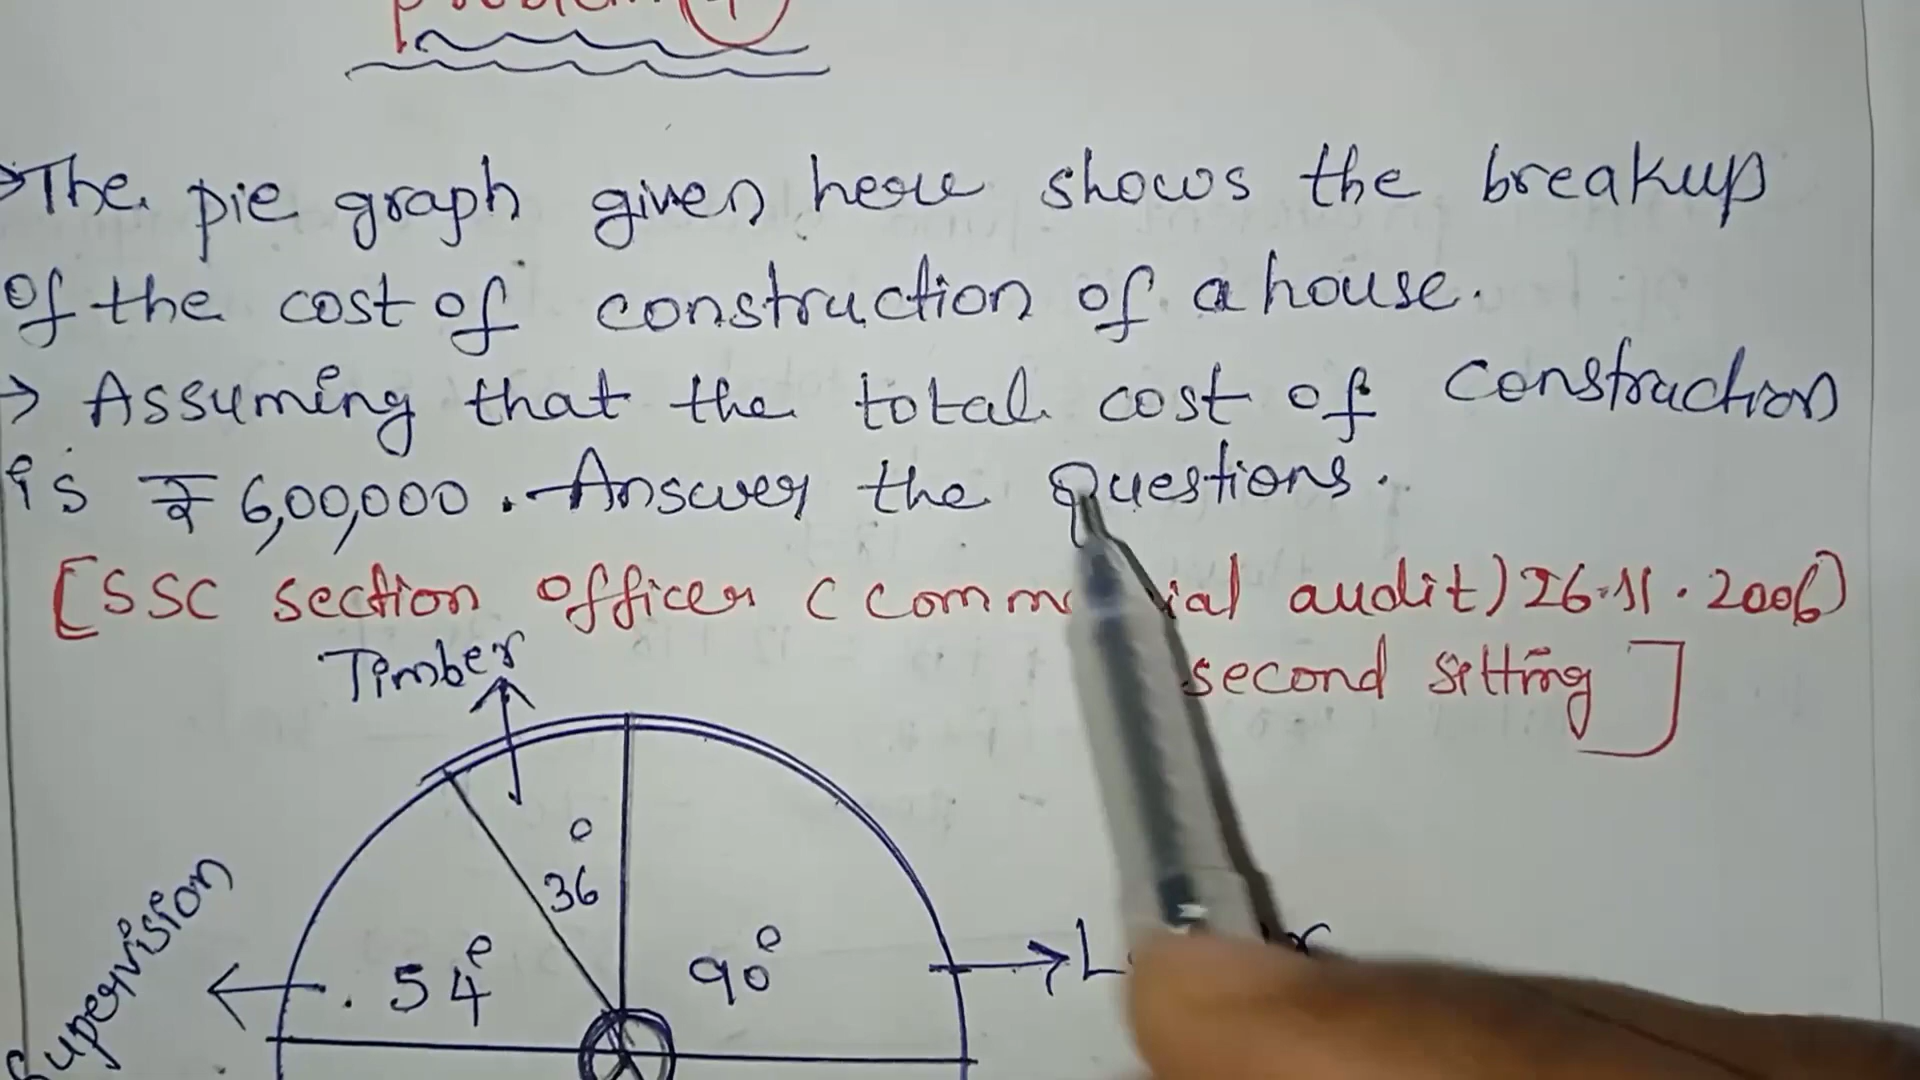 problem 4
→The pie graph given here shows the breakup
of the cost of construction of a house.
→ Assuming that the total cost of construction
is ₹ 6,00,000. Answer the Questions.
[SSC section officer (comm ial audit) 26.11.2006)
second sitting]
Timber
36°
54°
90°
Supervision